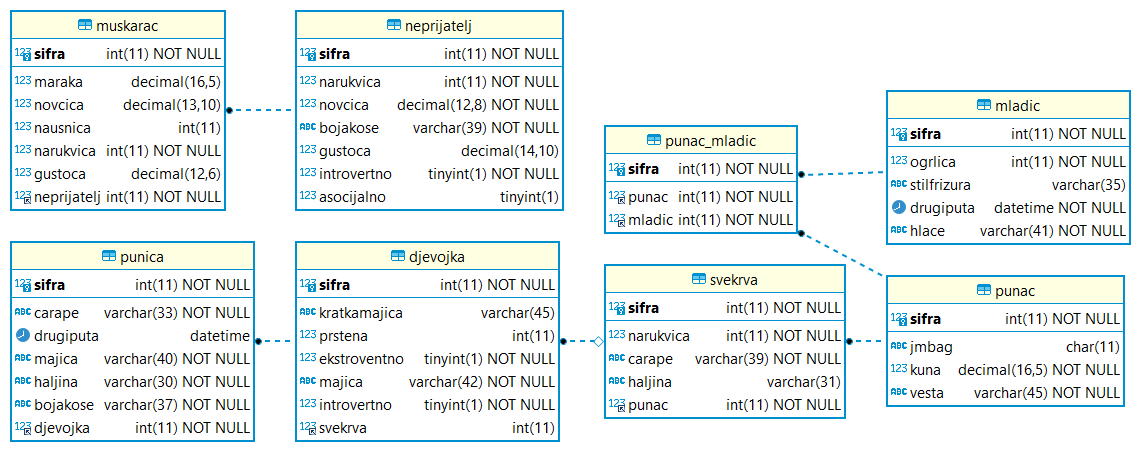 muskarac
123 sifra int(11) NOT NULL
123 maraka decimal(16,5)
123 novcica decimal(13,10)
123 nausnica int(11)
123 narukvica int(11) NOT NULL
123 gustoca decimal(12,6)
123 neprijatelj int(11) NOT NULL
neprijatelj
123 sifra int(11) NOT NULL
123 narukvica int(11) NOT NULL
123 novcica decimal(12,8) NOT NULL
ABC bojakose varchar(39) NOT NULL
123 gustoca decimal(14,10)
123 introvertno tinyint(1) NOT NULL
123 asocijalno tinyint(1)
punac_mladic
123 sifra int(11) NOT NULL
123 punac int(11) NOT NULL
123 mladic int(11) NOT NULL
mladic
123 sifra int(11) NOT NULL
123 ogrlica int(11) NOT NULL
ABC stilfrizura varchar(35)
drugiputa datetime NOT NULL
ABC hlace varchar(41) NOT NULL
punica
123 sifra int(11) NOT NULL
ABC carape varchar(33) NOT NULL
drugiputa datetime
ABC majica varchar(40) NOT NULL
ABC haljina varchar(30) NOT NULL
ABC bojakose varchar(37) NOT NULL
123 djevojka int(11) NOT NULL
djevojka
123 sifra int(11) NOT NULL
ABC kratkamajica varchar(45)
123 prstena int(11)
123 ekstroventno tinyint(1) NOT NULL
ABC majica varchar(42) NOT NULL
123 introvertno tinyint(1) NOT NULL
123 svekrva int(11)
svekrva
123 sifra int(11) NOT NULL
123 narukvica int(11) NOT NULL
ABC carape varchar(39) NOT NULL
ABC haljina varchar(31)
123 punac int(11) NOT NULL
punac
123 sifra int(11) NOT NULL
ABC jmbag char(11)
123 kuna decimal(16,5) NOT NULL
ABC vesta varchar(45) NOT NULL